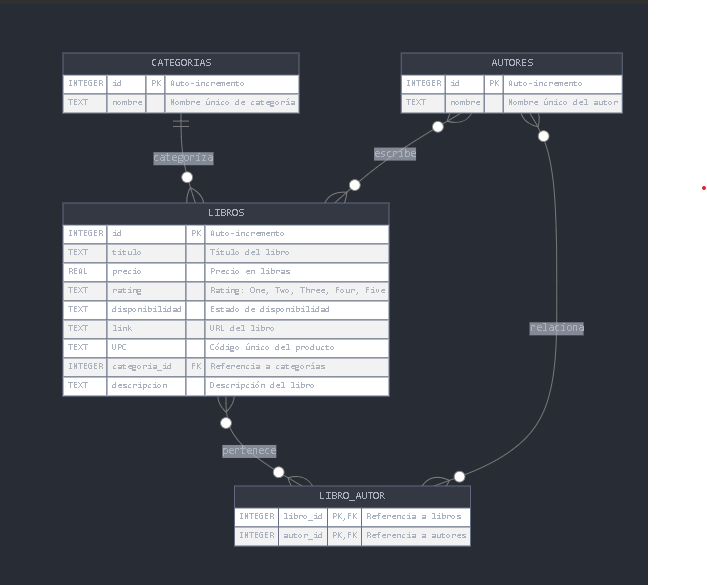 CATEGORIAS
INTEGER id PK Auto-incremento
TEXT nombre Nombre único de categoría
AUTORES
INTEGER id PK Auto-incremento
TEXT nombre Nombre único del autor
categoriza
escribe
LIBROS
INTEGER id PK Auto-incremento
TEXT titulo Título del libro
REAL precio Precio en libras
TEXT rating Rating: One, Two, Three, Four, Five
TEXT disponibilidad Estado de disponibilidad
TEXT link URL del libro
TEXT UPC Código único del producto
INTEGER categoria_id FK Referencia a categorías
TEXT descripcion Descripción del libro
relaciona
pertenece
LIBRO_AUTOR
INTEGER libro_id PK,FK Referencia a libros
INTEGER autor_id PK,FK Referencia a autores